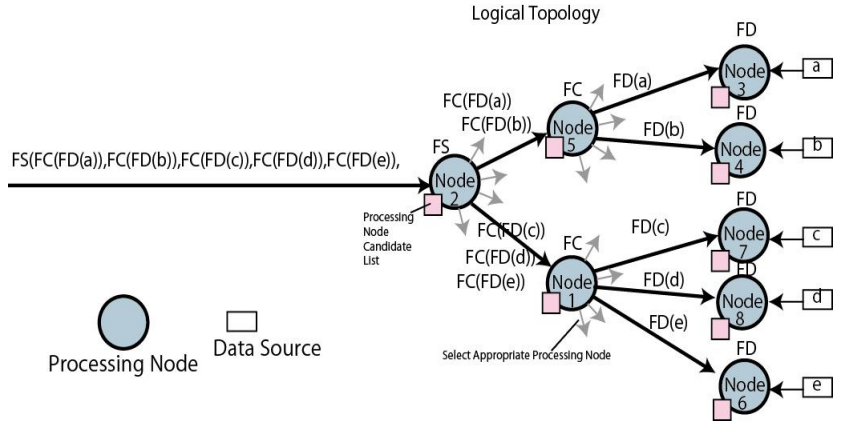 Logical Topology
FD
Node
3
a
FC(FD(a))
FC(FD(b))
FC
Node
5
FD(a)
FD(b)
FD
Node
4
b
FS
FS(FC(FD(a)),FC(FD(b)),FC(FD(c)),FC(FD(d)),FC(FD(e)),
Node
2
Processing
Node
Candidate
List
FC(FD(c))
FC(FD(d))
FC(FD(e))
FC
Node
1
FD(c)
FD(d)
FD(e)
FD
Node
7
c
FD
Node
8
d
FD
Node
6
e
Select Appropriate Processing Node
Processing Node
Data Source